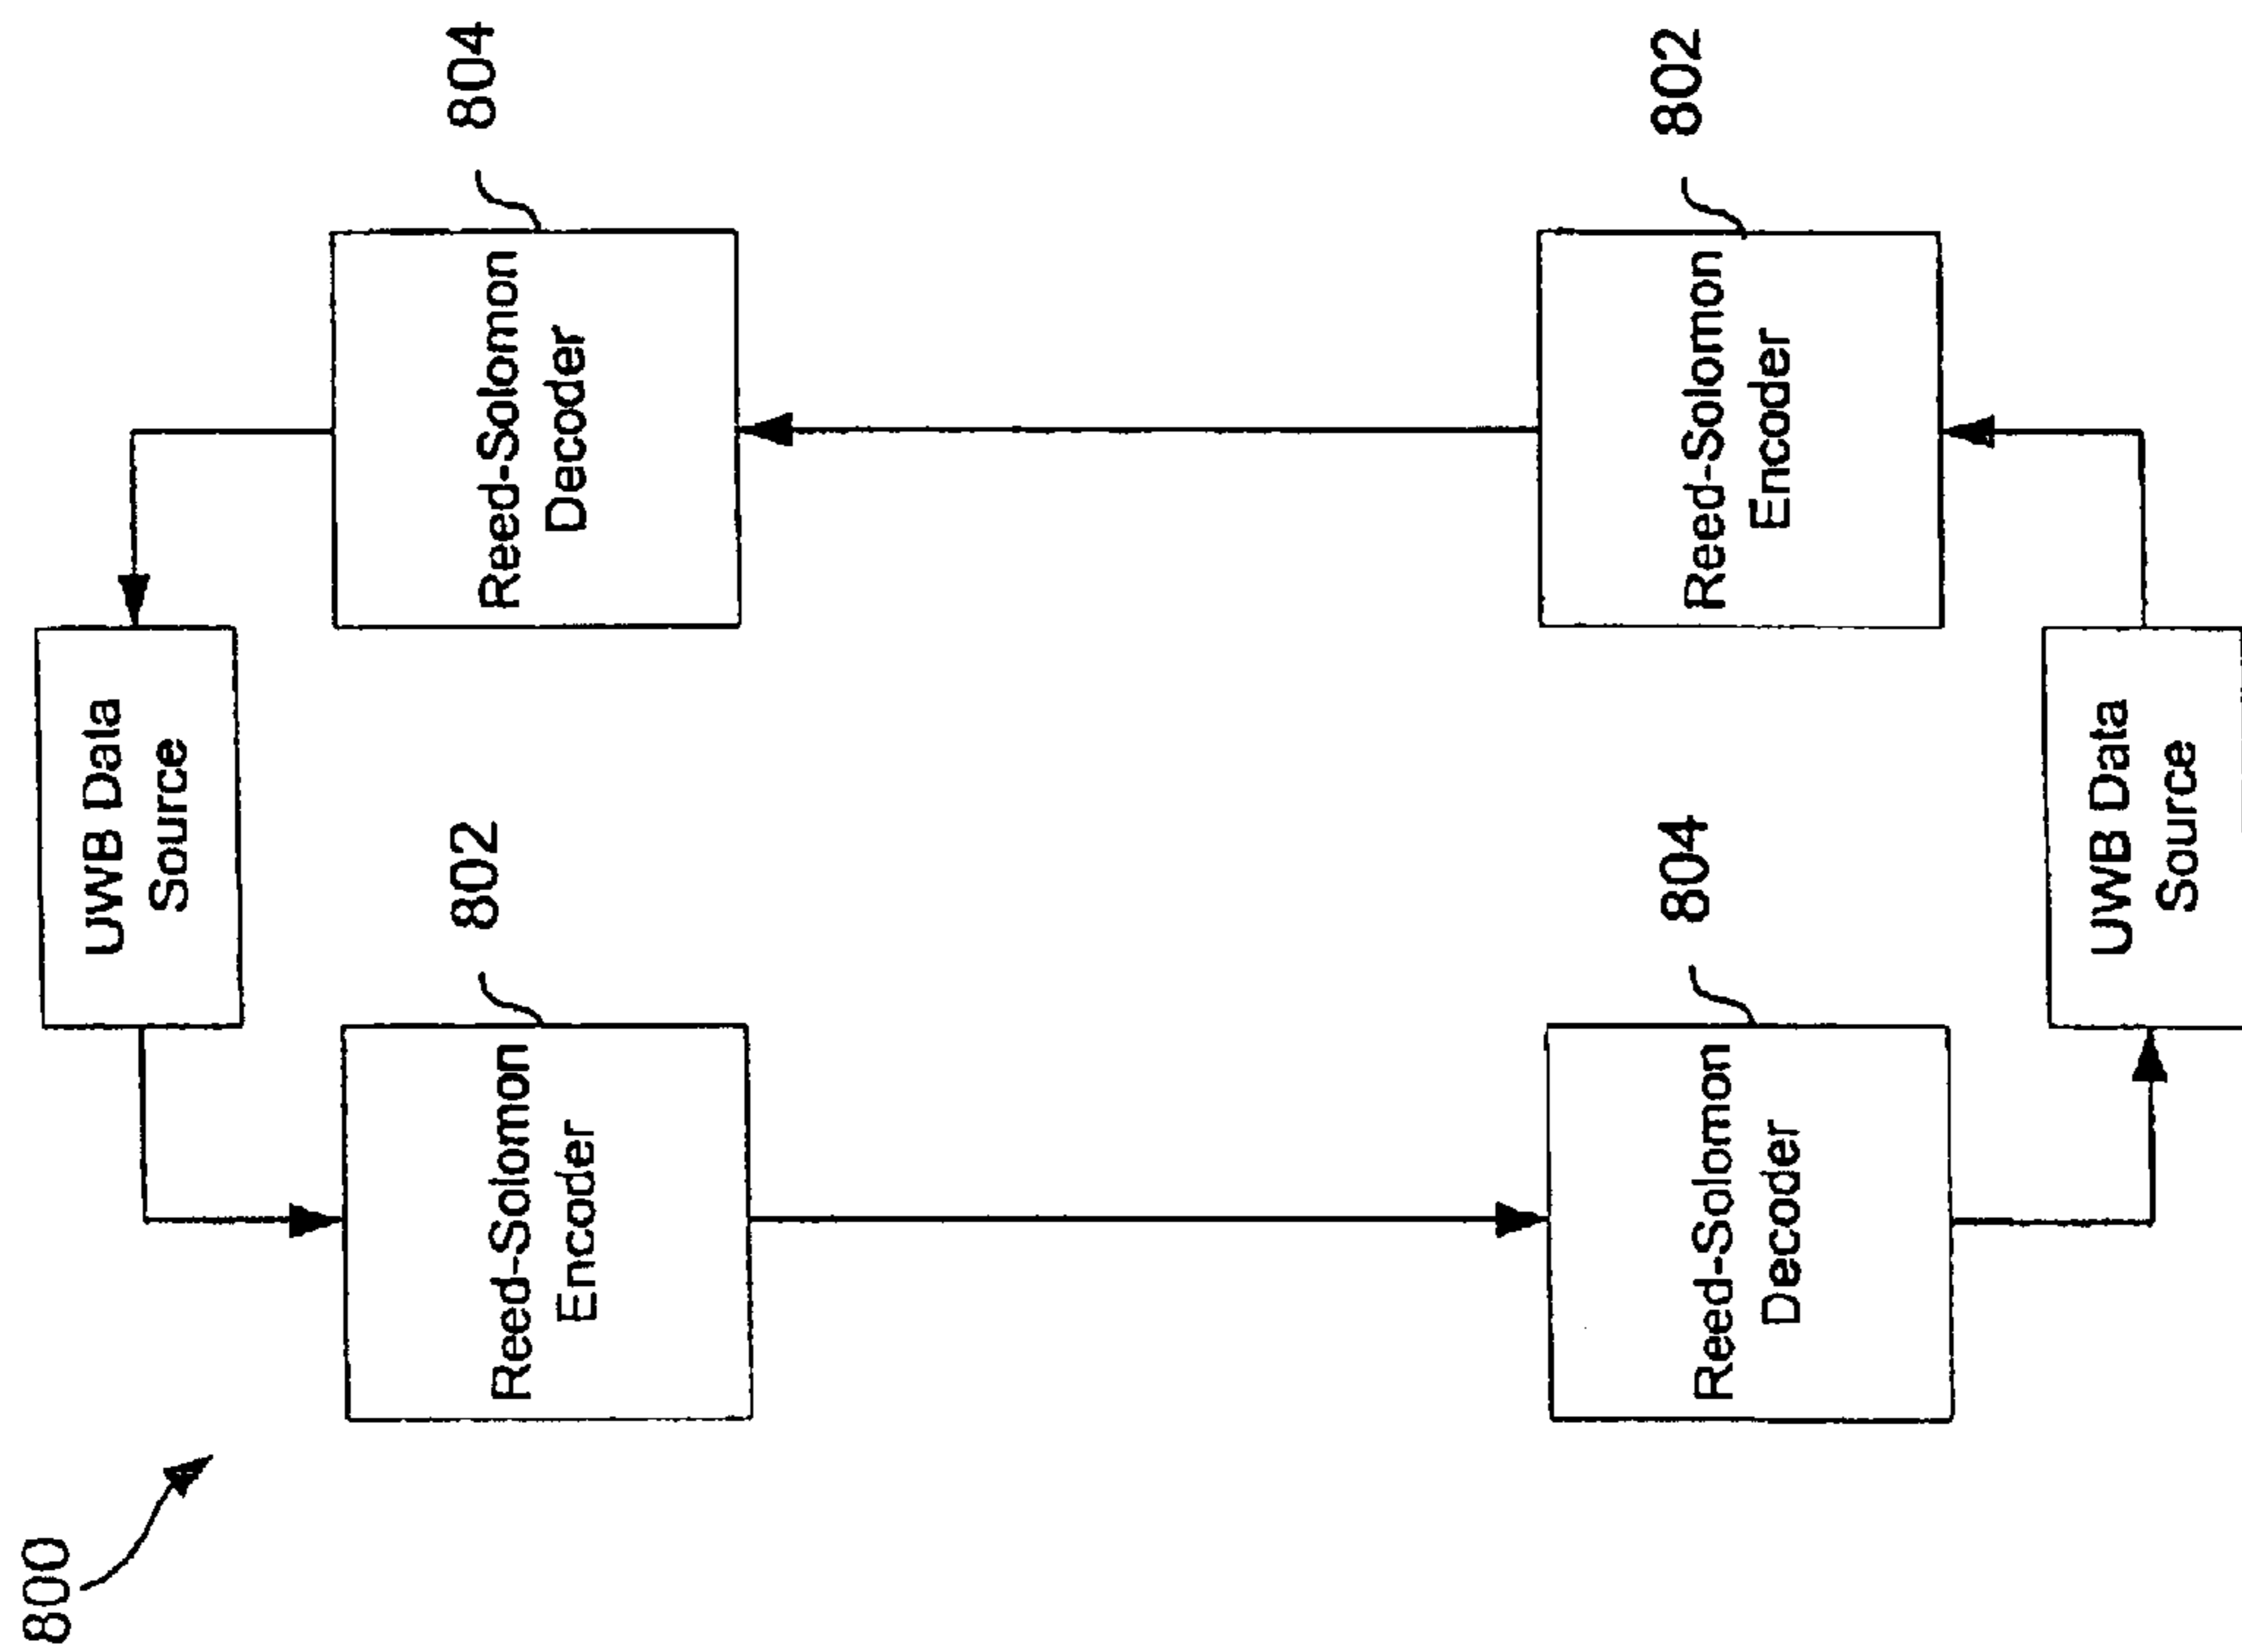 800
UWB Data
Source
Reed-Solomon
Encoder
802
Reed-Solomon
Decoder
804
Reed-Solomon
Decoder
804
Reed-Solomon
Encoder
802
UWB Data
Source